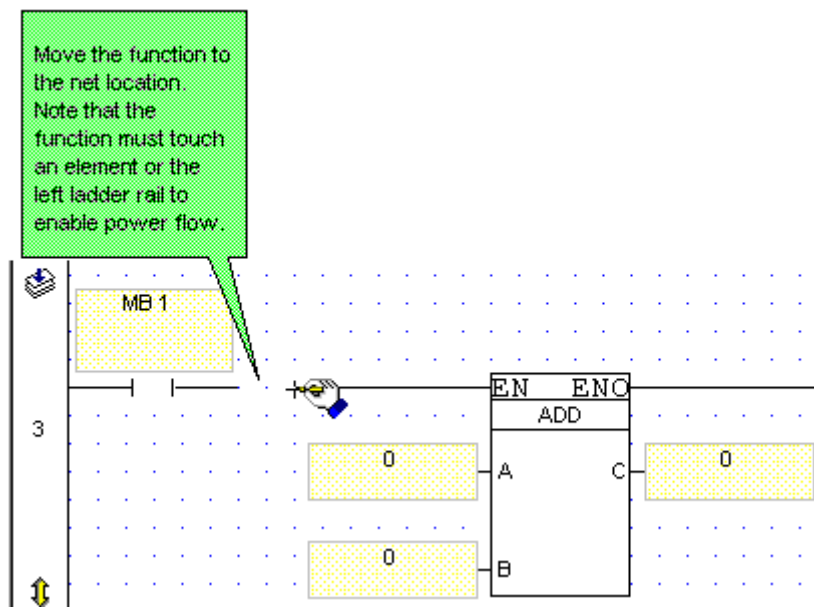 Move the function to
the net location.
Note that the
function must touch
an element or the
left ladder rail to
enable power flow.
MB 1
3
EN ENO
ADD
0
A
C
0
0
B